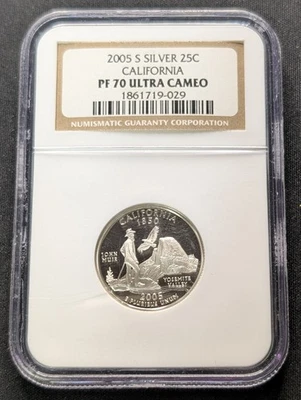 2005 S SILVER 25C
CALIFORNIA
PF 70 ULTRA CAMEO
1861719-029
NUMISMATIC GUARANTY CORPORATION
CALIFORNIA
1850
JOHN
MUIR
YOSEMITE
VALLEY
2005
E PLURIBUS UNUM